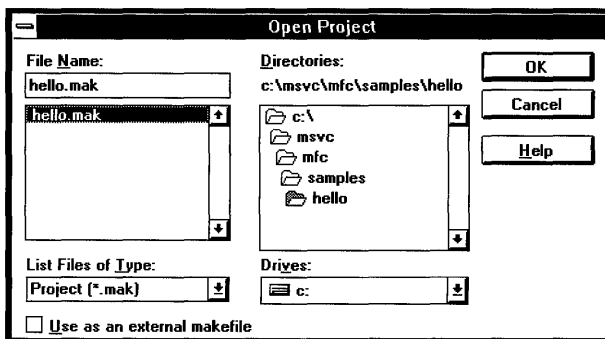 Open Project
File Name:
hello.mak
hello.mak
List Files of Type:
Project (*.mak)
Use as an external makefile
Directories:
c:\msvc\mfc\samples\hello
c:\
msvc
mfc
samples
hello
Drives:
c:
OK
Cancel
Help